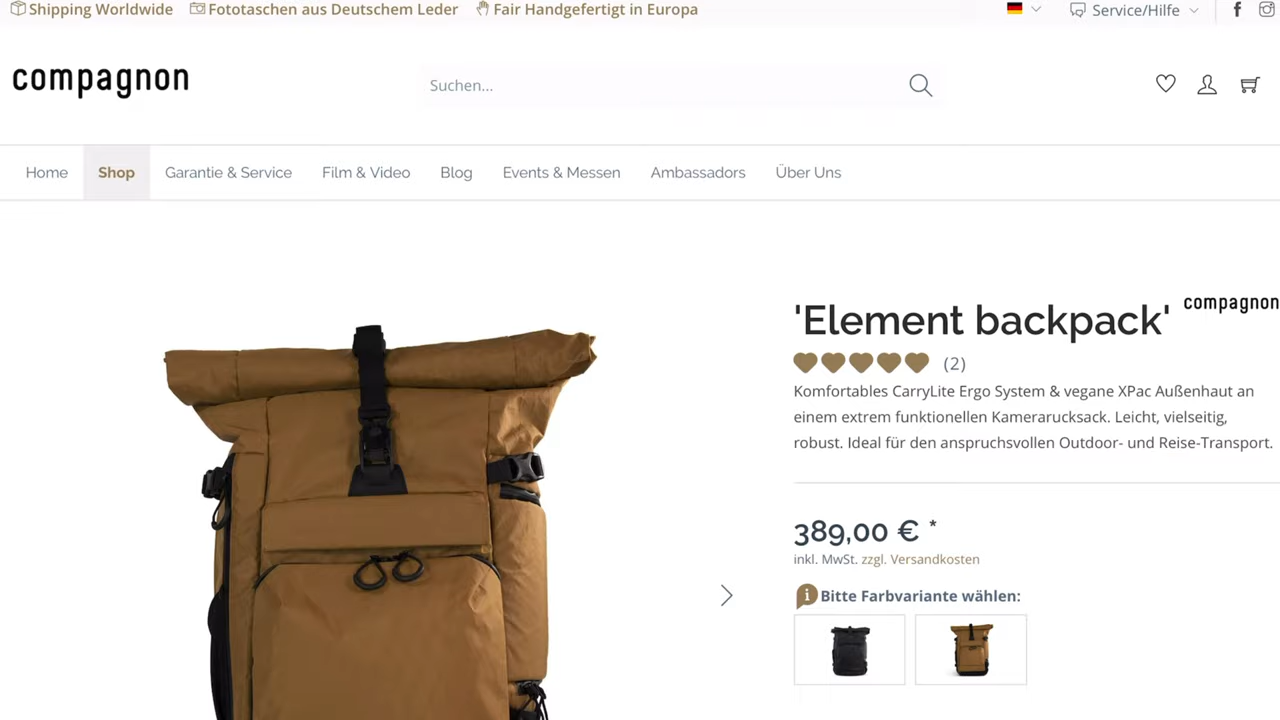 Shipping Worldwide Fototaschen aus Deutschem Leder Fair Handgefertigt in Europa Service/Hilfe
compagnon
Suchen...
Home Shop Garantie & Service Film & Video Blog Events & Messen Ambassadors Über Uns
compagnon
'Element backpack'
(2)
Komfortables CarryLite Ergo System & vegane XPac Außenhaut an
einem extrem funktionellen Kamerarucksack. Leicht, vielseitig,
robust. Ideal für den anspruchsvollen Outdoor- und Reise-Transport.
389,00 € *
inkl. MwSt. zzgl. Versandkosten
Bitte Farbvariante wählen: